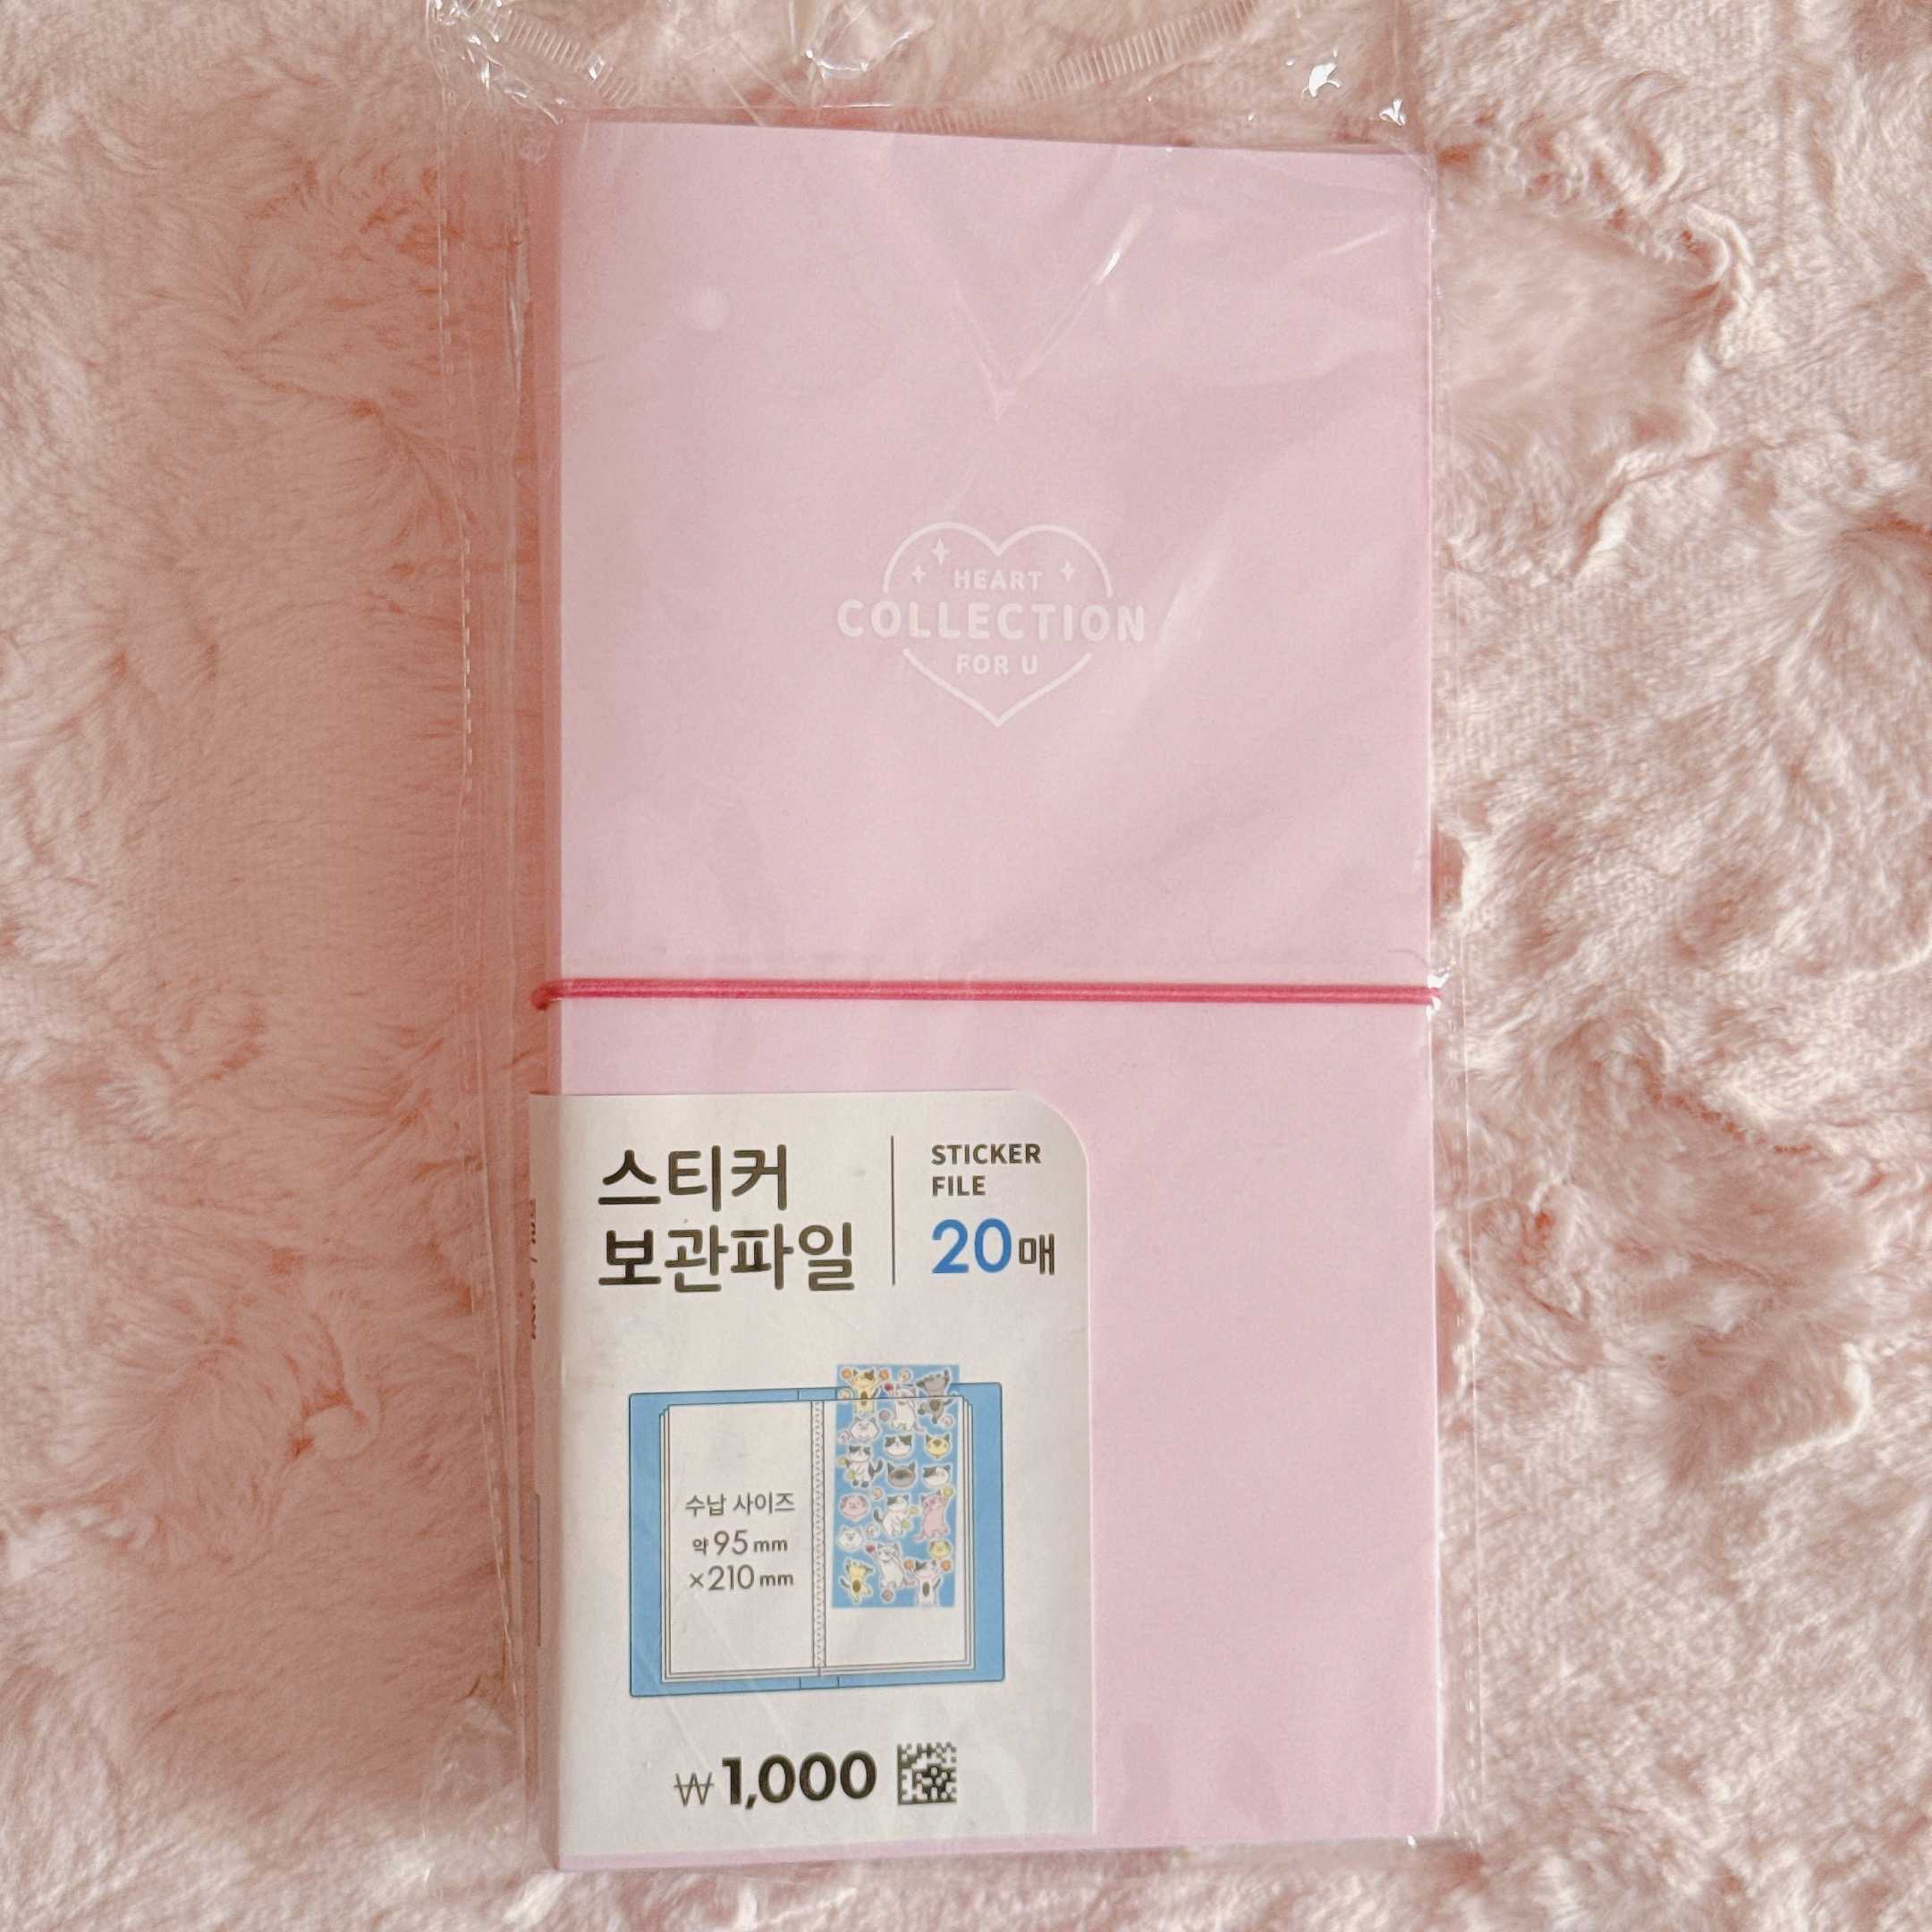 HEART
COLLECTION
FOR U
스티커
보관파일
STICKER
FILE
20매
수납 사이즈
약 95mm
×210mm
₩1,000